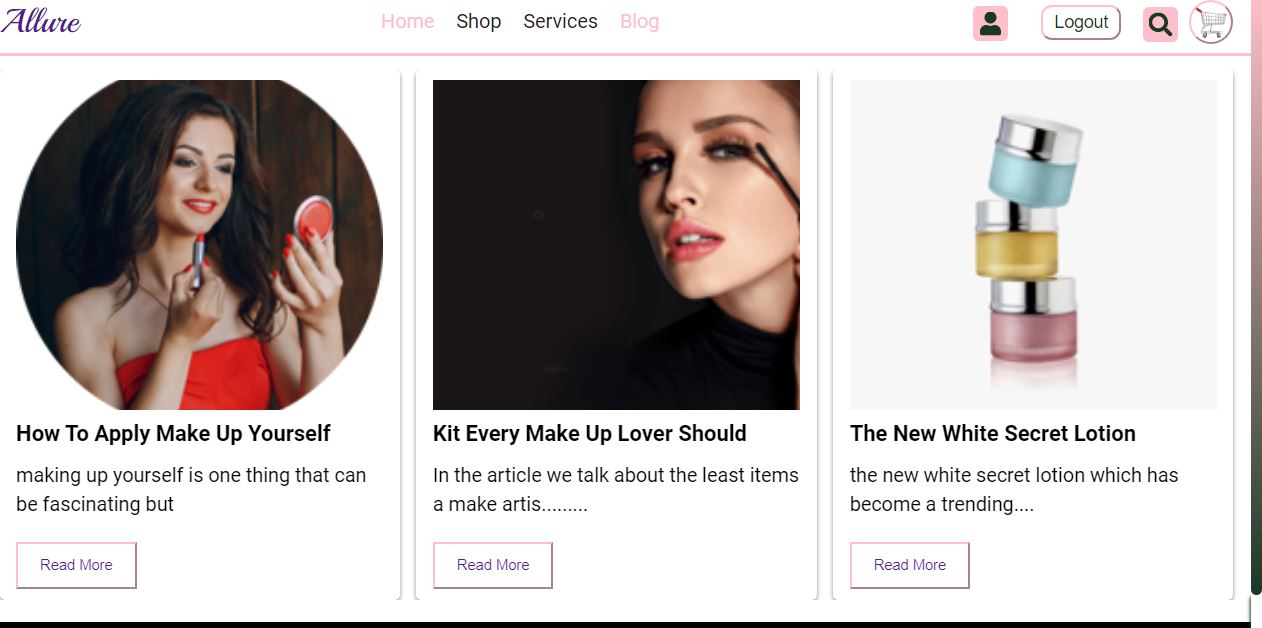 Allure
Home Shop Services Blog
Logout
How To Apply Make Up Yourself
making up yourself is one thing that can
be fascinating but
Read More
Kit Every Make Up Lover Should
In the article we talk about the least items
a make artis.........
Read More
The New White Secret Lotion
the new white secret lotion which has
become a trending....
Read More